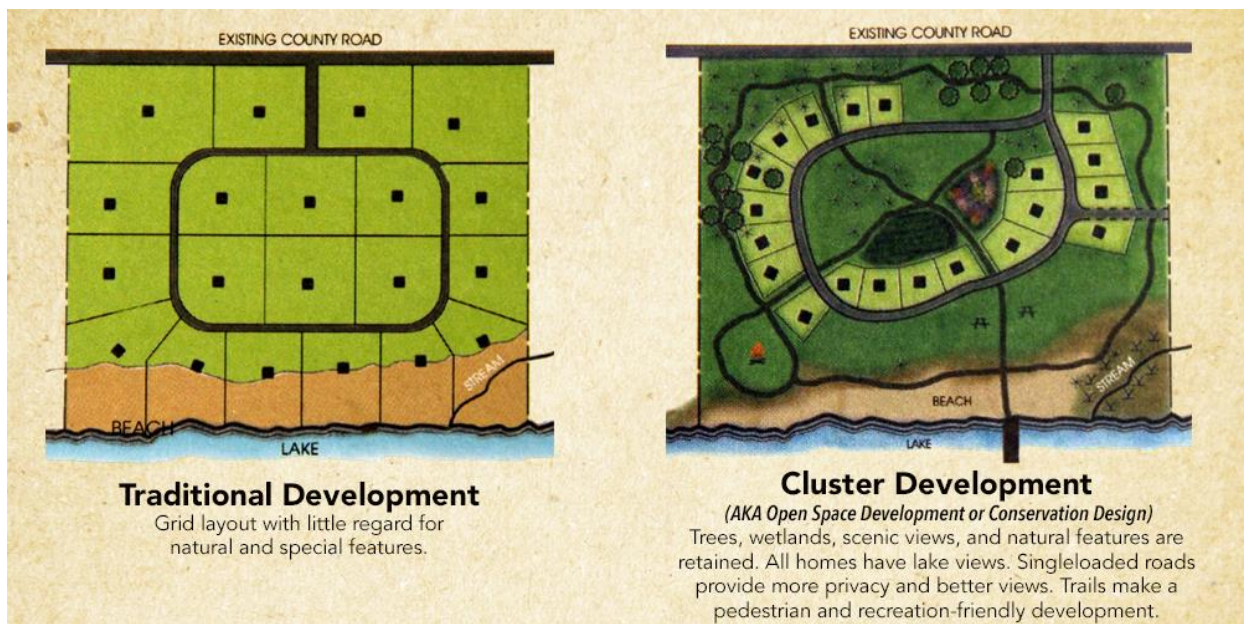 EXISTING COUNTY ROAD
STREAM
BEACH
LAKE
Traditional Development
Grid layout with little regard for
natural and special features.
EXISTING COUNTY ROAD
STREAM
BEACH
LAKE
Cluster Development
(AKA Open Space Development or Conservation Design)
Trees, wetlands, scenic views, and natural features are
retained. All homes have lake views. Singleloaded roads
provide more privacy and better views. Trails make a
pedestrian and recreation-friendly development.